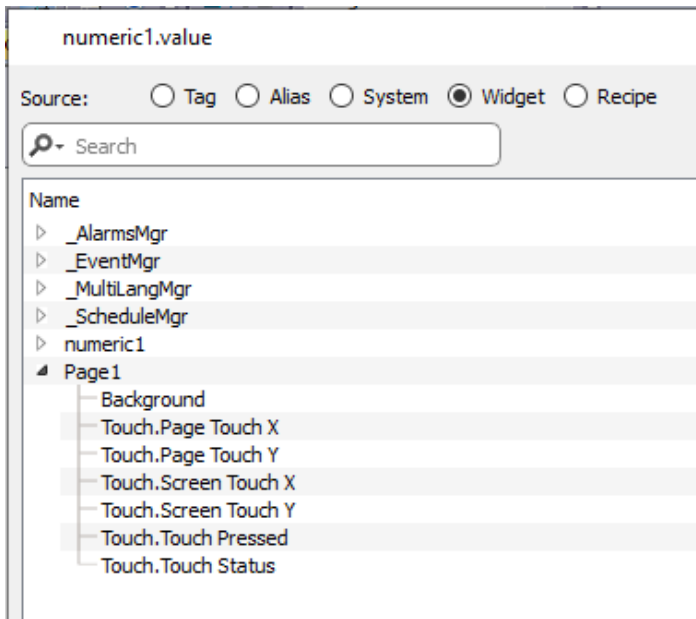 numeric1.value
Source: Tag Alias System Widget Recipe
Search
Name
_AlarmsMgr
_EventMgr
_MultiLangMgr
_ScheduleMgr
numeric1
Page1
Background
Touch.Page Touch X
Touch.Page Touch Y
Touch.Screen Touch X
Touch.Screen Touch Y
Touch.Touch Pressed
Touch.Touch Status